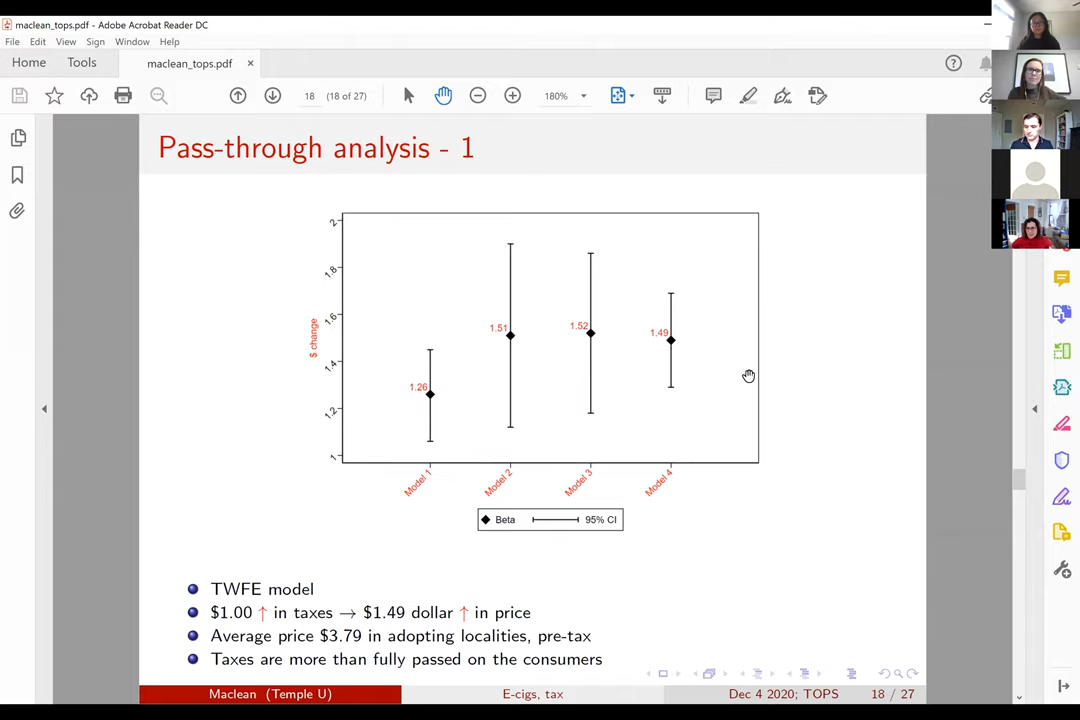 maclean_tops.pdf - Adobe Acrobat Reader DC
File Edit View Sign Window Help
Home Tools maclean_tops.pdf ×
18 (18 of 27) 180%
Pass-through analysis - 1
2
1.8
1.6
1.4
1.2
1
$ change
1.26
1.51
1.52
1.49
Model 1
Model 2
Model 3
Model 4
Beta 95% CI
TWFE model
$1.00 ↑ in taxes → $1.49 dollar ↑ in price
Average price $3.79 in adopting localities, pre-tax
Taxes are more than fully passed on the consumers
Maclean (Temple U) E-cigs, tax Dec 4 2020; TOPS 18 / 27